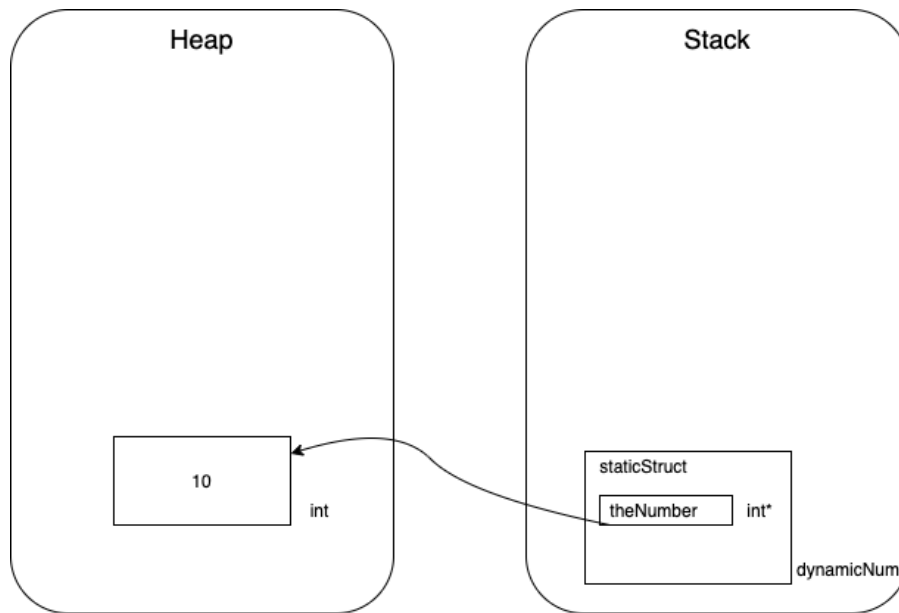 Heap
Stack
10
int
staticStruct
theNumber
int*
dynamicNum